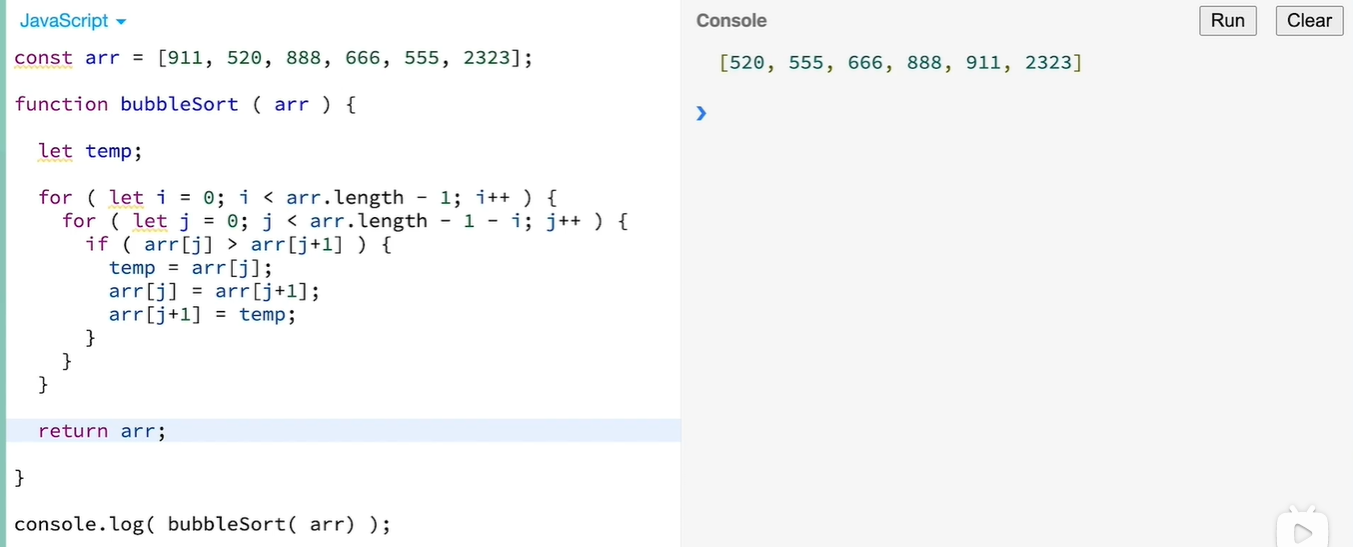 JavaScript
const arr = [911, 520, 888, 666, 555, 2323];
function bubbleSort ( arr ) {
let temp;
for ( let i = 0; i < arr.length - 1; i++ ) {
for ( let j = 0; j < arr.length - 1 - i; j++ ) {
if ( arr[j] > arr[j+1] ) {
temp = arr[j];
arr[j] = arr[j+1];
arr[j+1] = temp;
}
}
}
return arr;
}
console.log( bubbleSort( arr) );
Console
Run
Clear
[520, 555, 666, 888, 911, 2323]
❯